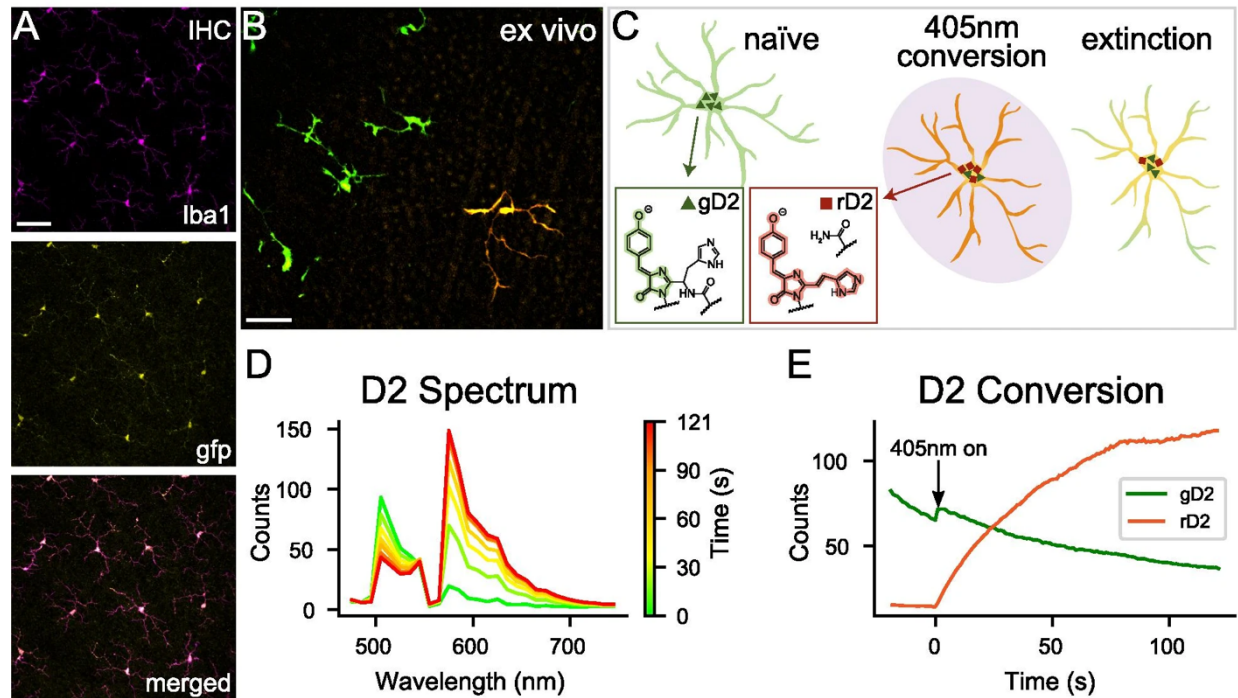 A
IHC
Iba1
gfp
merged
B
ex vivo
C
naïve
405nm
conversion
extinction
gD2
rD2
O
⊖
N
N
NH
O
N
HN
O
O
⊖
O
H₂N
N
N
O
N
HN
D
D2 Spectrum
Counts
150
100
50
0
500
600
700
Wavelength (nm)
121
90
60
30
0
Time (s)
E
D2 Conversion
405nm on
Counts
100
50
gD2
rD2
0
50
100
Time (s)